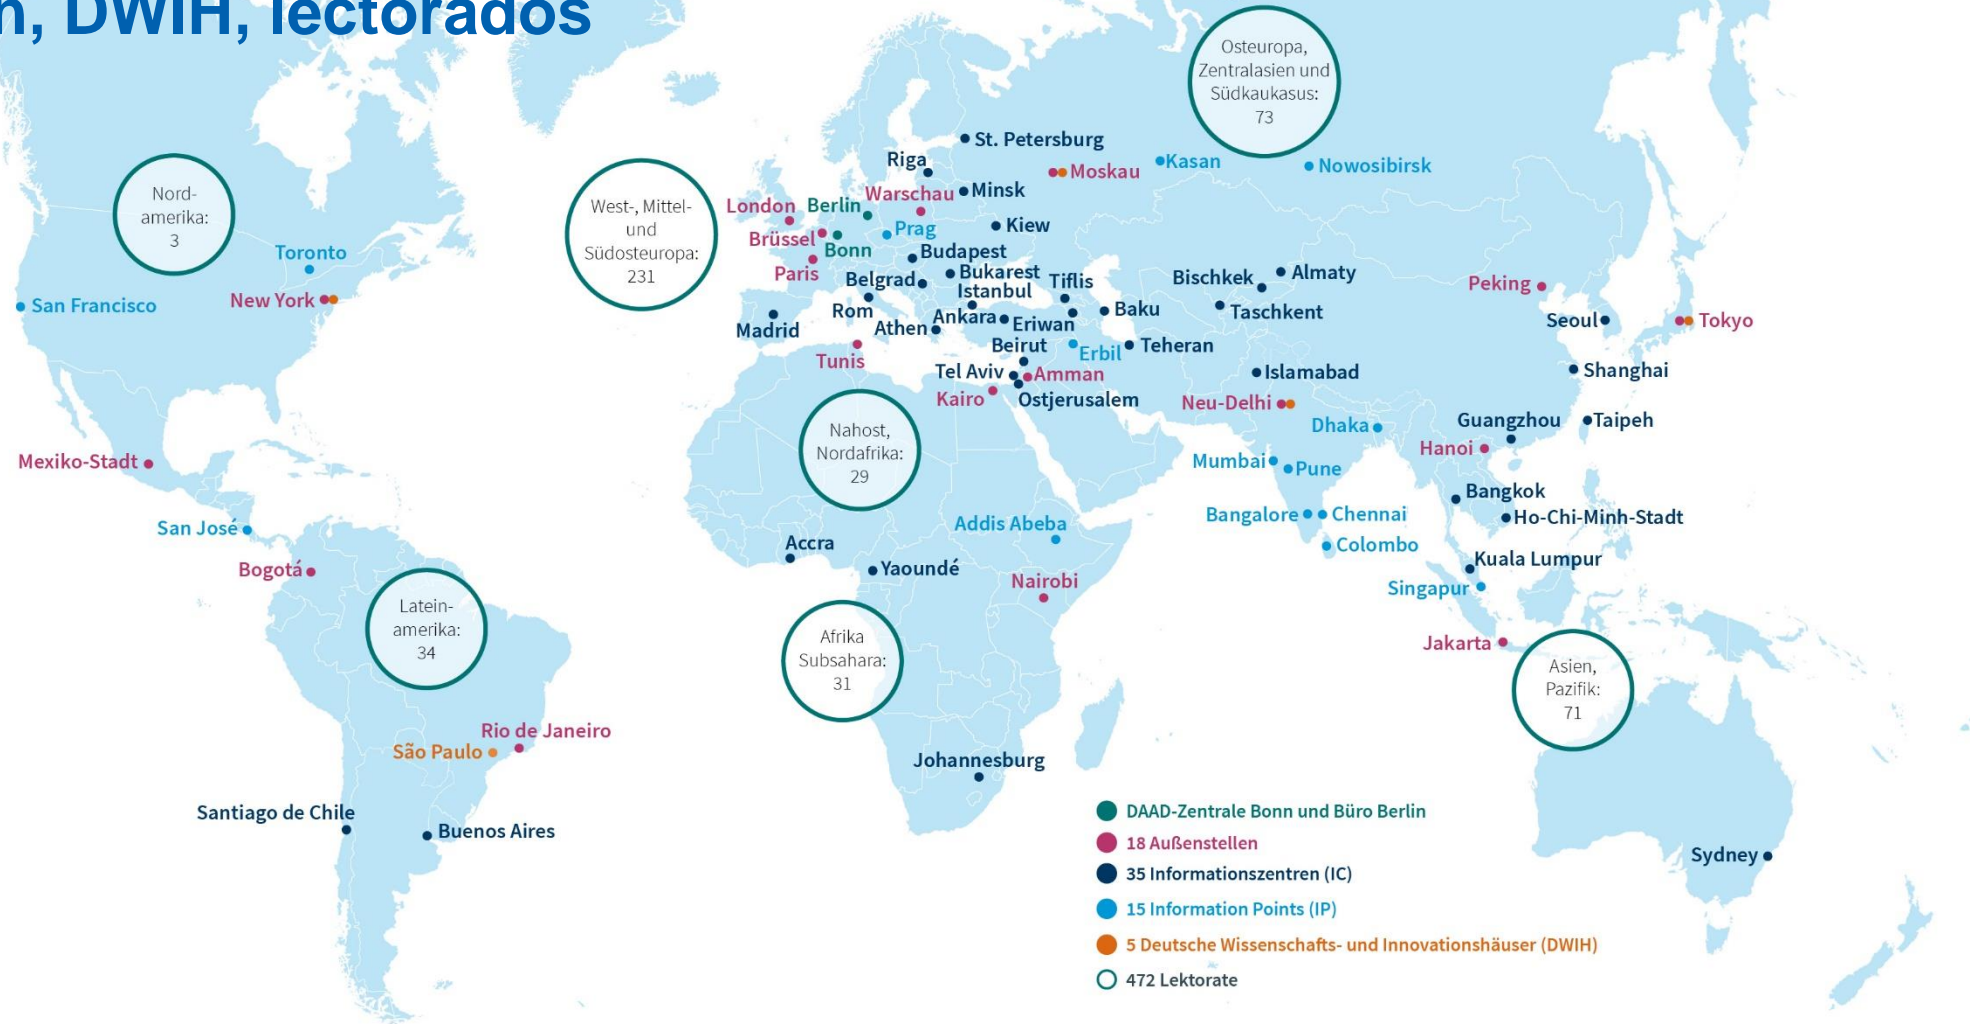 n, DWIH, lectorados
Osteuropa,
Zentralasien und
Südkaukasus:
73
St. Petersburg
Riga
Kasan
Nowosibirsk
Moskau
Nord-
amerika:
3
West-, Mittel-
und
Südosteuropa:
231
Warschau
Minsk
London
Berlin
Kiew
Prag
Brüssel
Bonn
Toronto
Budapest
Paris
Belgrad
Bukarest
Istanbul
Tiflis
Bischkek
Almaty
Peking
San Francisco
New York
Rom
Ankara
Eriwan
Baku
Taschkent
Seoul
Tokyo
Madrid
Athen
Beirut
Erbil
Teheran
Tunis
Tel Aviv
Amman
Islamabad
Shanghai
Kairo
Ostjerusalem
Neu-Delhi
Nahost,
Nordafrika:
29
Dhaka
Guangzhou
Taipeh
Hanoi
Mexiko-Stadt
Mumbai
Pune
Bangkok
San José
Addis Abeba
Bangalore
Chennai
Ho-Chi-Minh-Stadt
Accra
Colombo
Kuala Lumpur
Bogotá
Yaoundé
Nairobi
Singapur
Latein-
amerika:
34
Afrika
Subsahara:
31
Jakarta
Asien,
Pazifik:
71
Rio de Janeiro
São Paulo
Johannesburg
Santiago de Chile
Buenos Aires
Sydney
DAAD-Zentrale Bonn und Büro Berlin
18 Außenstellen
35 Informationszentren (IC)
15 Information Points (IP)
5 Deutsche Wissenschafts- und Innovationshäuser (DWIH)
472 Lektorate